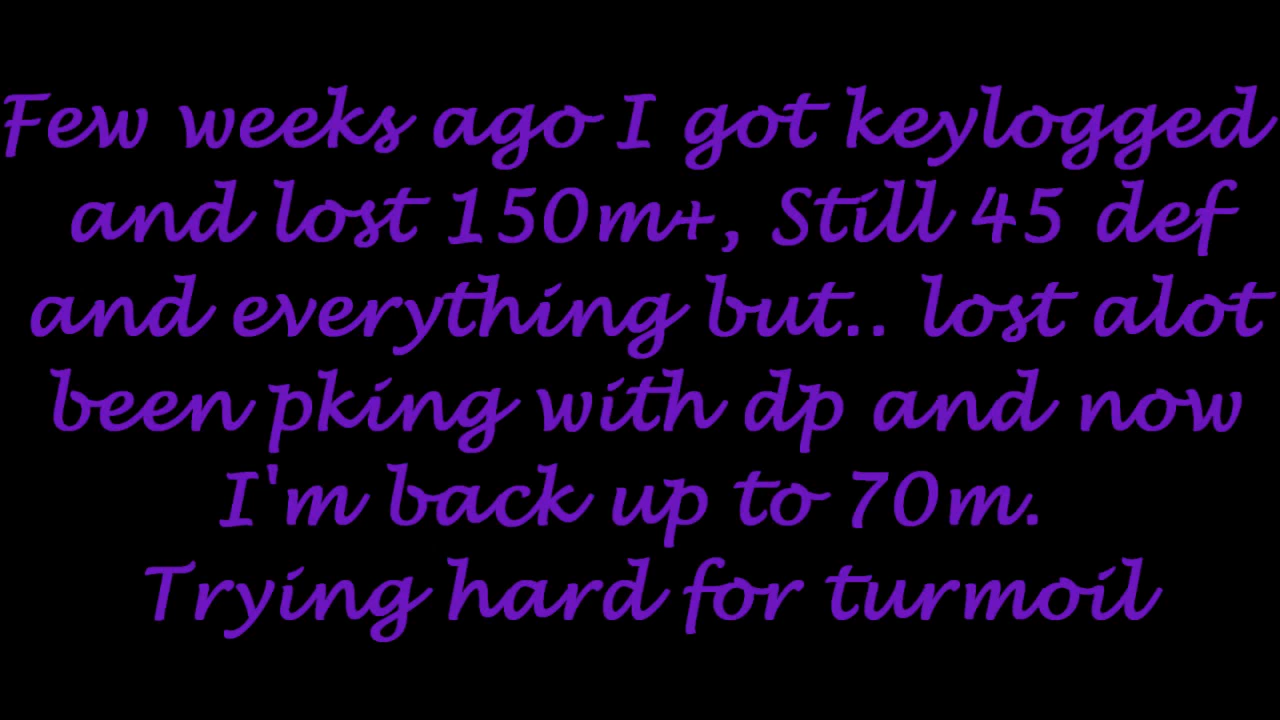 Few weeks ago I got keylogged
and lost 150m+, Still 45 def
and everything but.. lost alot
been pking with dp and now
I'm back up to 70m.
Trying hard for turmoil